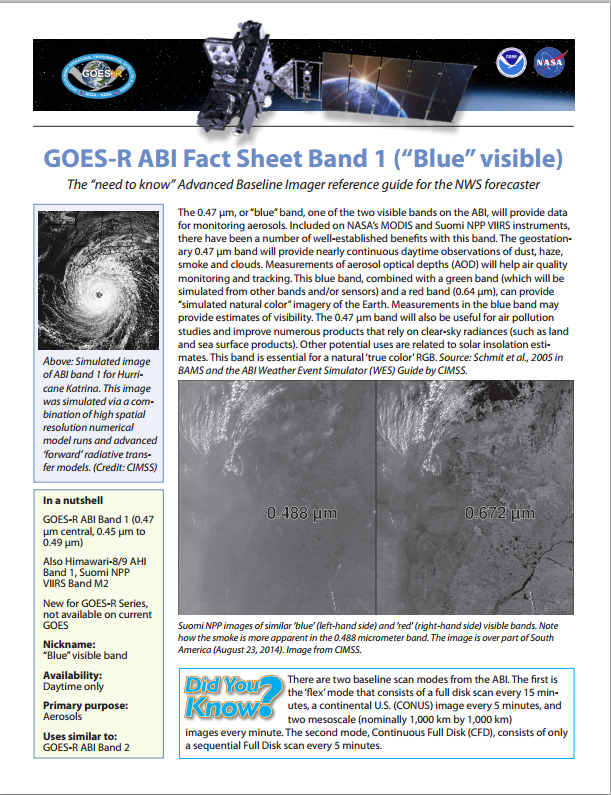 GOES-R
NOAA - NASA
NOAA
NASA
GOES-R ABI Fact Sheet Band 1 (“Blue” visible)
The “need to know” Advanced Baseline Imager reference guide for the NWS forecaster
Above: Simulated image
of ABI band 1 for Hurri-
cane Katrina. This image
was simulated via a com-
bination of high spatial
resolution numerical
model runs and advanced
‘forward’ radiative trans-
fer models. (Credit: CIMSS)
In a nutshell
GOES-R ABI Band 1 (0.47
µm central, 0.45 µm to
0.49 µm)
Also Himawari-8/9 AHI
Band 1, Suomi NPP
VIIRS Band M2
New for GOES-R Series,
not available on current
GOES
Nickname:
“Blue” visible band
Availability:
Daytime only
Primary purpose:
Aerosols
Uses similar to:
GOES-R ABI Band 2
The 0.47 µm, or “blue” band, one of the two visible bands on the ABI, will provide data
for monitoring aerosols. Included on NASA’s MODIS and Suomi NPP VIIRS instruments,
there have been a number of well-established benefits with this band. The geostation-
ary 0.47 µm band will provide nearly continuous daytime observations of dust, haze,
smoke and clouds. Measurements of aerosol optical depths (AOD) will help air quality
monitoring and tracking. This blue band, combined with a green band (which will be
simulated from other bands and/or sensors) and a red band (0.64 µm), can provide
“simulated natural color” imagery of the Earth. Measurements in the blue band may
provide estimates of visibility. The 0.47 µm band will also be useful for air pollution
studies and improve numerous products that rely on clear-sky radiances (such as land
and sea surface products). Other potential uses are related to solar insolation esti-
mates. This band is essential for a natural ‘true color’ RGB. Source: Schmit et al., 2005 in
BAMS and the ABI Weather Event Simulator (WES) Guide by CIMSS.
0.488 µm
0.672 µm
Suomi NPP images of similar ‘blue’ (left-hand side) and ‘red’ (right-hand side) visible bands. Note
how the smoke is more apparent in the 0.488 micrometer band. The image is over part of South
America (August 23, 2014). Image from CIMSS.
Did You
Know?
There are two baseline scan modes from the ABI. The first is
the ‘flex’ mode that consists of a full disk scan every 15 min-
utes, a continental U.S. (CONUS) image every 5 minutes, and
two mesoscale (nominally 1,000 km by 1,000 km)
images every minute. The second mode, Continuous Full Disk (CFD), consists of only
a sequential Full Disk scan every 5 minutes.